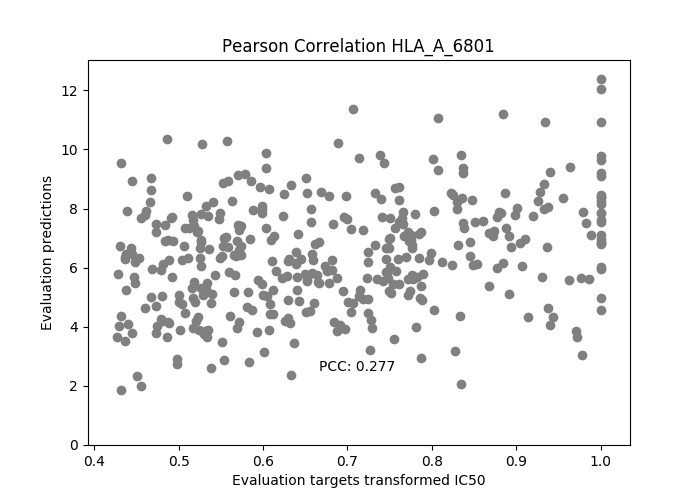 Pearson Correlation HLA_A_6801
Evaluation predictions
12
10
8
6
4
2
0
PCC: 0.277
0.4 0.5 0.6 0.7 0.8 0.9 1.0
Evaluation targets transformed IC50